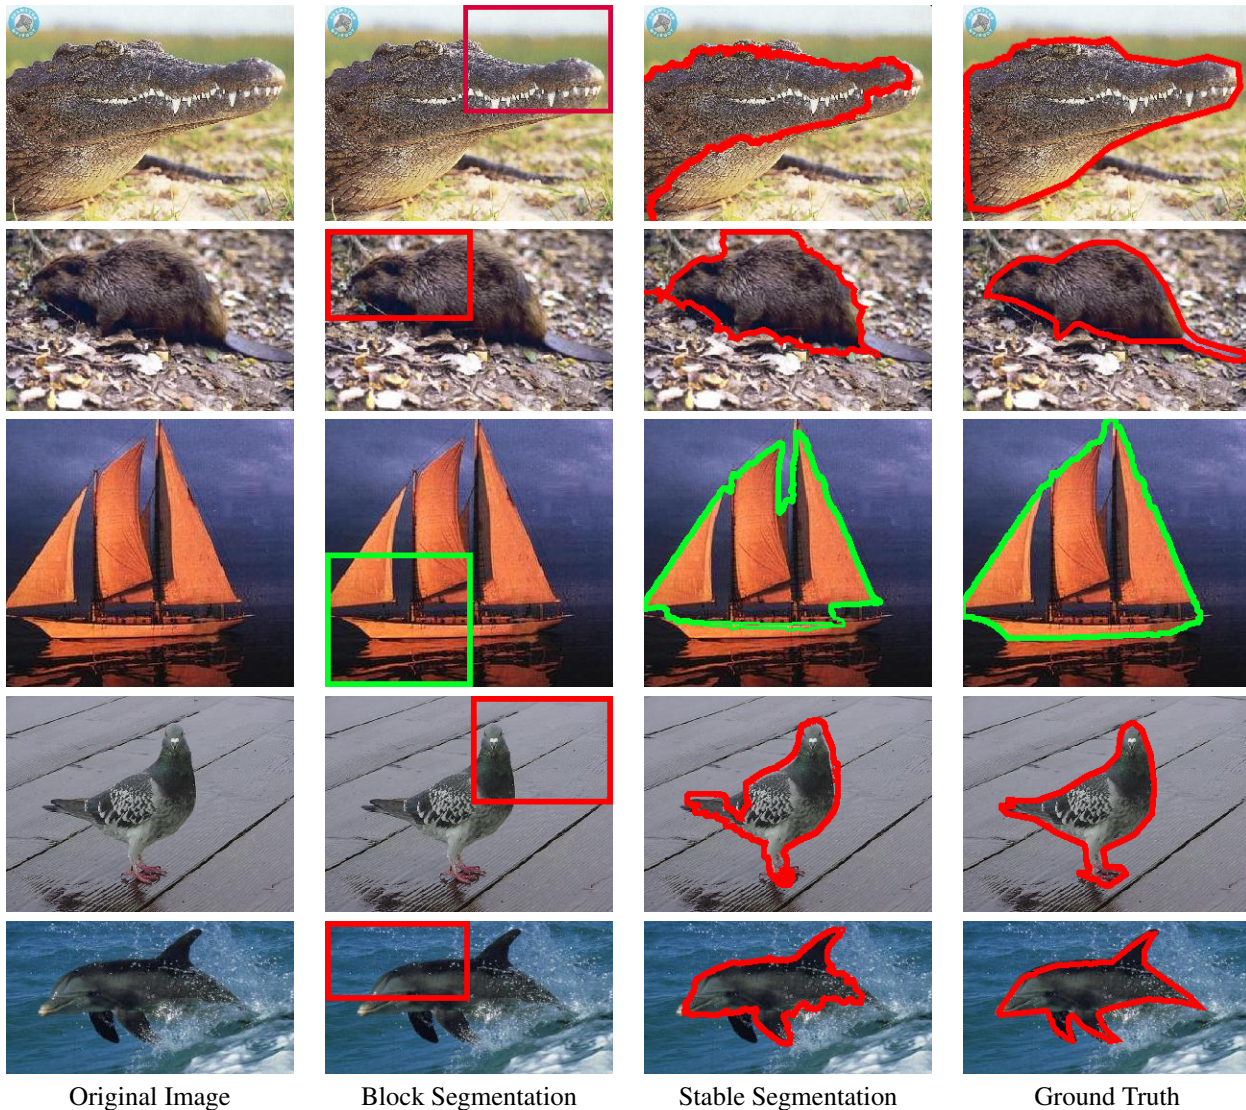 Original Image
Block Segmentation
Stable Segmentation
Ground Truth